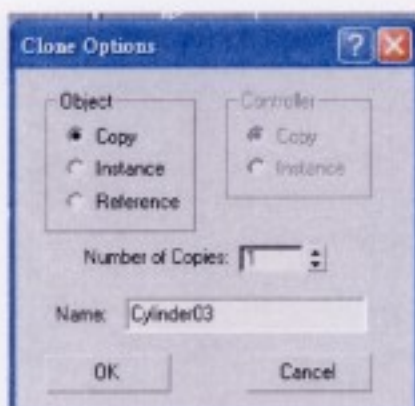 Clone Options
Object
Copy
Instance
Reference
Controller
Copy
Instance
Number of Copies: 1
Name: Cylinder03
OK
Cancel